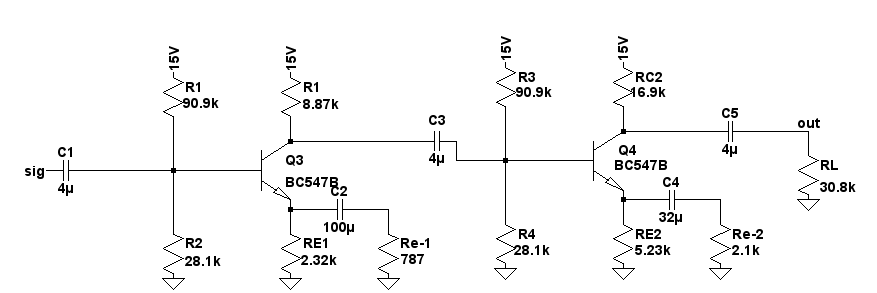 15V
15V
15V
15V
R1
90.9k
R1
8.87k
R3
90.9k
RC2
16.9k
C3
4µ
C5
4µ
out
C1
sig
4µ
Q3
BC547B
Q4
BC547B
RL
30.8k
C2
100µ
C4
32µ
R2
28.1k
RE1
2.32k
Re-1
787
R4
28.1k
RE2
5.23k
Re-2
2.1k